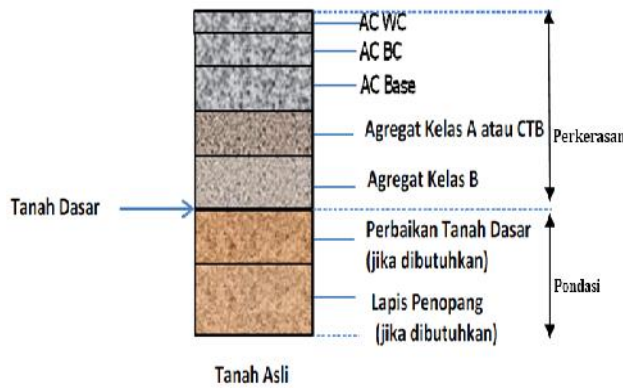 AC WC
AC BC
AC Base
Agregat Kelas A atau CTB
Perkerasan
Agregat Kelas B
Tanah Dasar
Perbaikan Tanah Dasar
(jika dibutuhkan)
Pondasi
Lapis Penopang
(jika dibutuhkan)
Tanah Asli